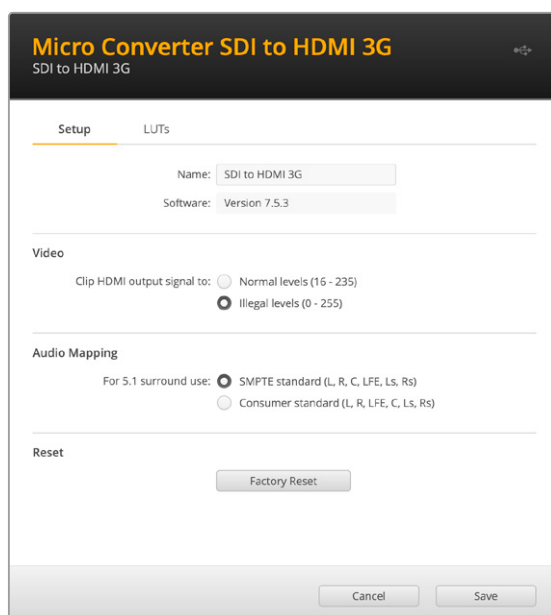 Micro Converter SDI to HDMI 3G
SDI to HDMI 3G
Setup LUTs
Name: SDI to HDMI 3G
Software: Version 7.5.3
Video
Clip HDMI output signal to: Normal levels (16 - 235)
Illegal levels (0 - 255)
Audio Mapping
For 5.1 surround use: SMPTE standard (L, R, C, LFE, Ls, Rs)
Consumer standard (L, R, LFE, C, Ls, Rs)
Reset
Factory Reset
Cancel Save